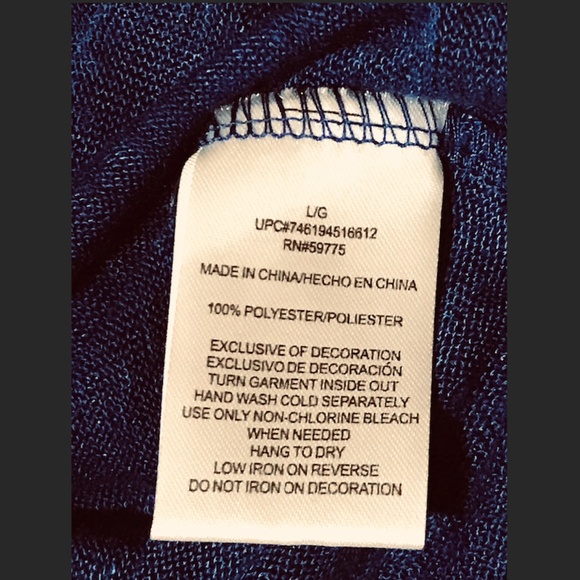 L/G
UPC#746194516612
RN#59775
MADE IN CHINA/HECHO EN CHINA
100% POLYESTER/POLIESTER
EXCLUSIVE OF DECORATION
EXCLUSIVO DE DECORACIÓN
TURN GARMENT INSIDE OUT
HAND WASH COLD SEPARATELY
USE ONLY NON-CHLORINE BLEACH
WHEN NEEDED
HANG TO DRY
LOW IRON ON REVERSE
DO NOT IRON ON DECORATION